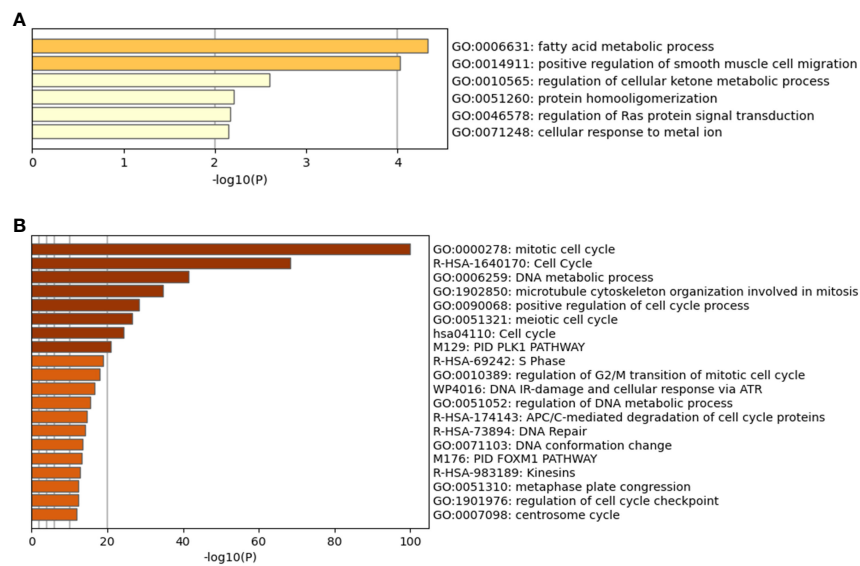 A
GO:0006631: fatty acid metabolic process
GO:0014911: positive regulation of smooth muscle cell migration
GO:0010565: regulation of cellular ketone metabolic process
GO:0051260: protein homooligomerization
GO:0046578: regulation of Ras protein signal transduction
GO:0071248: cellular response to metal ion
0 1 2 3 4
-log10(P)
B
GO:0000278: mitotic cell cycle
R-HSA-1640170: Cell Cycle
GO:0006259: DNA metabolic process
GO:1902850: microtubule cytoskeleton organization involved in mitosis
GO:0090068: positive regulation of cell cycle process
GO:0051321: meiotic cell cycle
hsa04110: Cell cycle
M129: PID PLK1 PATHWAY
R-HSA-69242: S Phase
GO:0010389: regulation of G2/M transition of mitotic cell cycle
WP4016: DNA IR-damage and cellular response via ATR
GO:0051052: regulation of DNA metabolic process
R-HSA-174143: APC/C-mediated degradation of cell cycle proteins
R-HSA-73894: DNA Repair
GO:0071103: DNA conformation change
M176: PID FOXM1 PATHWAY
R-HSA-983189: Kinesins
GO:0051310: metaphase plate congression
GO:1901976: regulation of cell cycle checkpoint
GO:0007098: centrosome cycle
0 20 40 60 80 100
-log10(P)